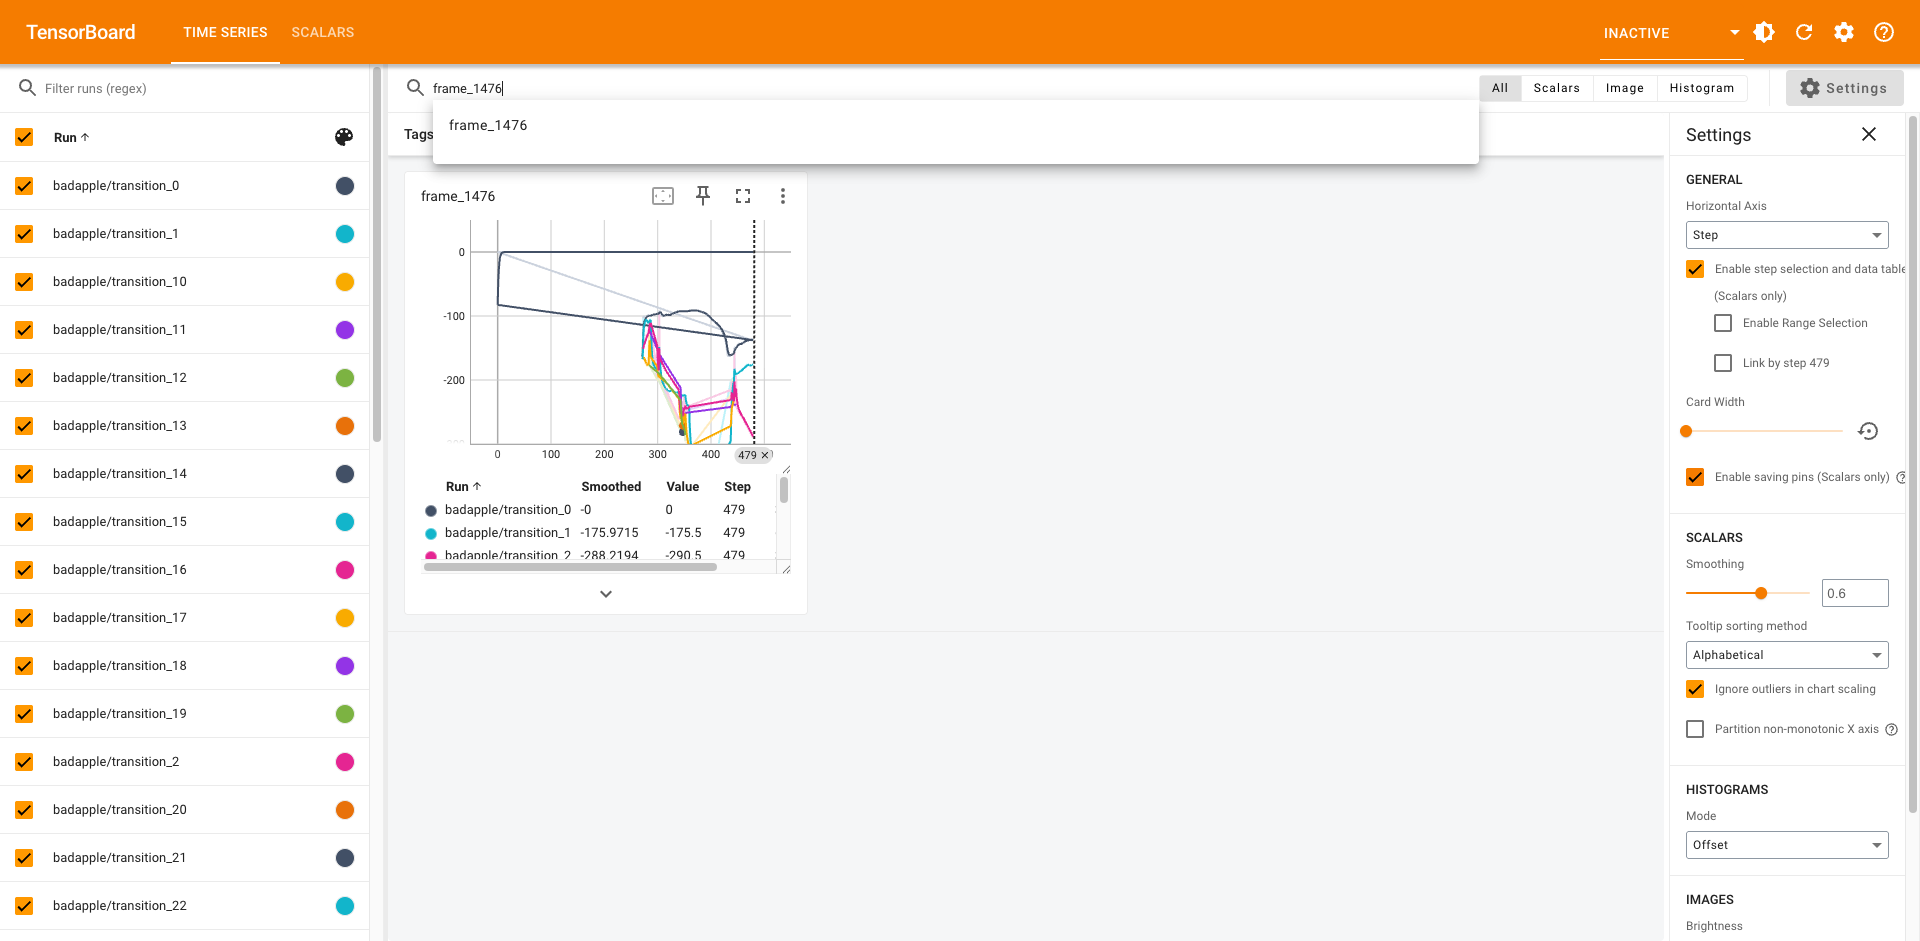 TensorBoard
TIME SERIES
SCALARS
INACTIVE
Filter runs (regex)
frame_1476
All
Scalars
Image
Histogram
Settings
frame_1476
Run
Tags
badapple/transition_0
badapple/transition_1
badapple/transition_10
badapple/transition_11
badapple/transition_12
badapple/transition_13
badapple/transition_14
badapple/transition_15
badapple/transition_16
badapple/transition_17
badapple/transition_18
badapple/transition_19
badapple/transition_2
badapple/transition_20
badapple/transition_21
badapple/transition_22
frame_1476
0
-100
-200
0 100 200 300 400 479
Run Smoothed Value Step
badapple/transition_0 -0 0 479
badapple/transition_1 -175.9715 -175.5 479
badapple/transition_2 -288.2194 -290.5 479
Settings
GENERAL
Horizontal Axis
Step
Enable step selection and data table
(Scalars only)
Enable Range Selection
Link by step 479
Card Width
Enable saving pins (Scalars only)
SCALARS
Smoothing
0.6
Tooltip sorting method
Alphabetical
Ignore outliers in chart scaling
Partition non-monotonic X axis
HISTOGRAMS
Mode
Offset
IMAGES
Brightness